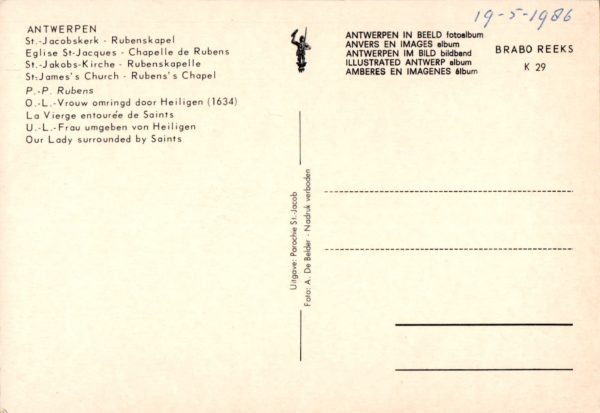 ANTWERPEN
St.-Jacobskerk - Rubenskapel
Eglise St-Jacques - Chapelle de Rubens
St.-Jakobs-Kirche - Rubenskapelle
St.-James's Church - Rubens's Chapel
P.-P. Rubens
O.-L.-Vrouw omringd door Heiligen (1634)
La Vierge entourée de Saints
U.-L.-Frau umgeben von Heiligen
Our Lady surrounded by Saints
Uitgave: Parochie St.-Jacob
Foto: A. De Belder - Nadruk verboden
19-5-1986
ANTWERPEN IN BEELD fotoalbum
ANVERS EN IMAGES album
ANTWERPEN IM BILD bildband
ILLUSTRATED ANTWERP album
AMBERES EN IMAGENES álbum
BRABO REEKS
K 29